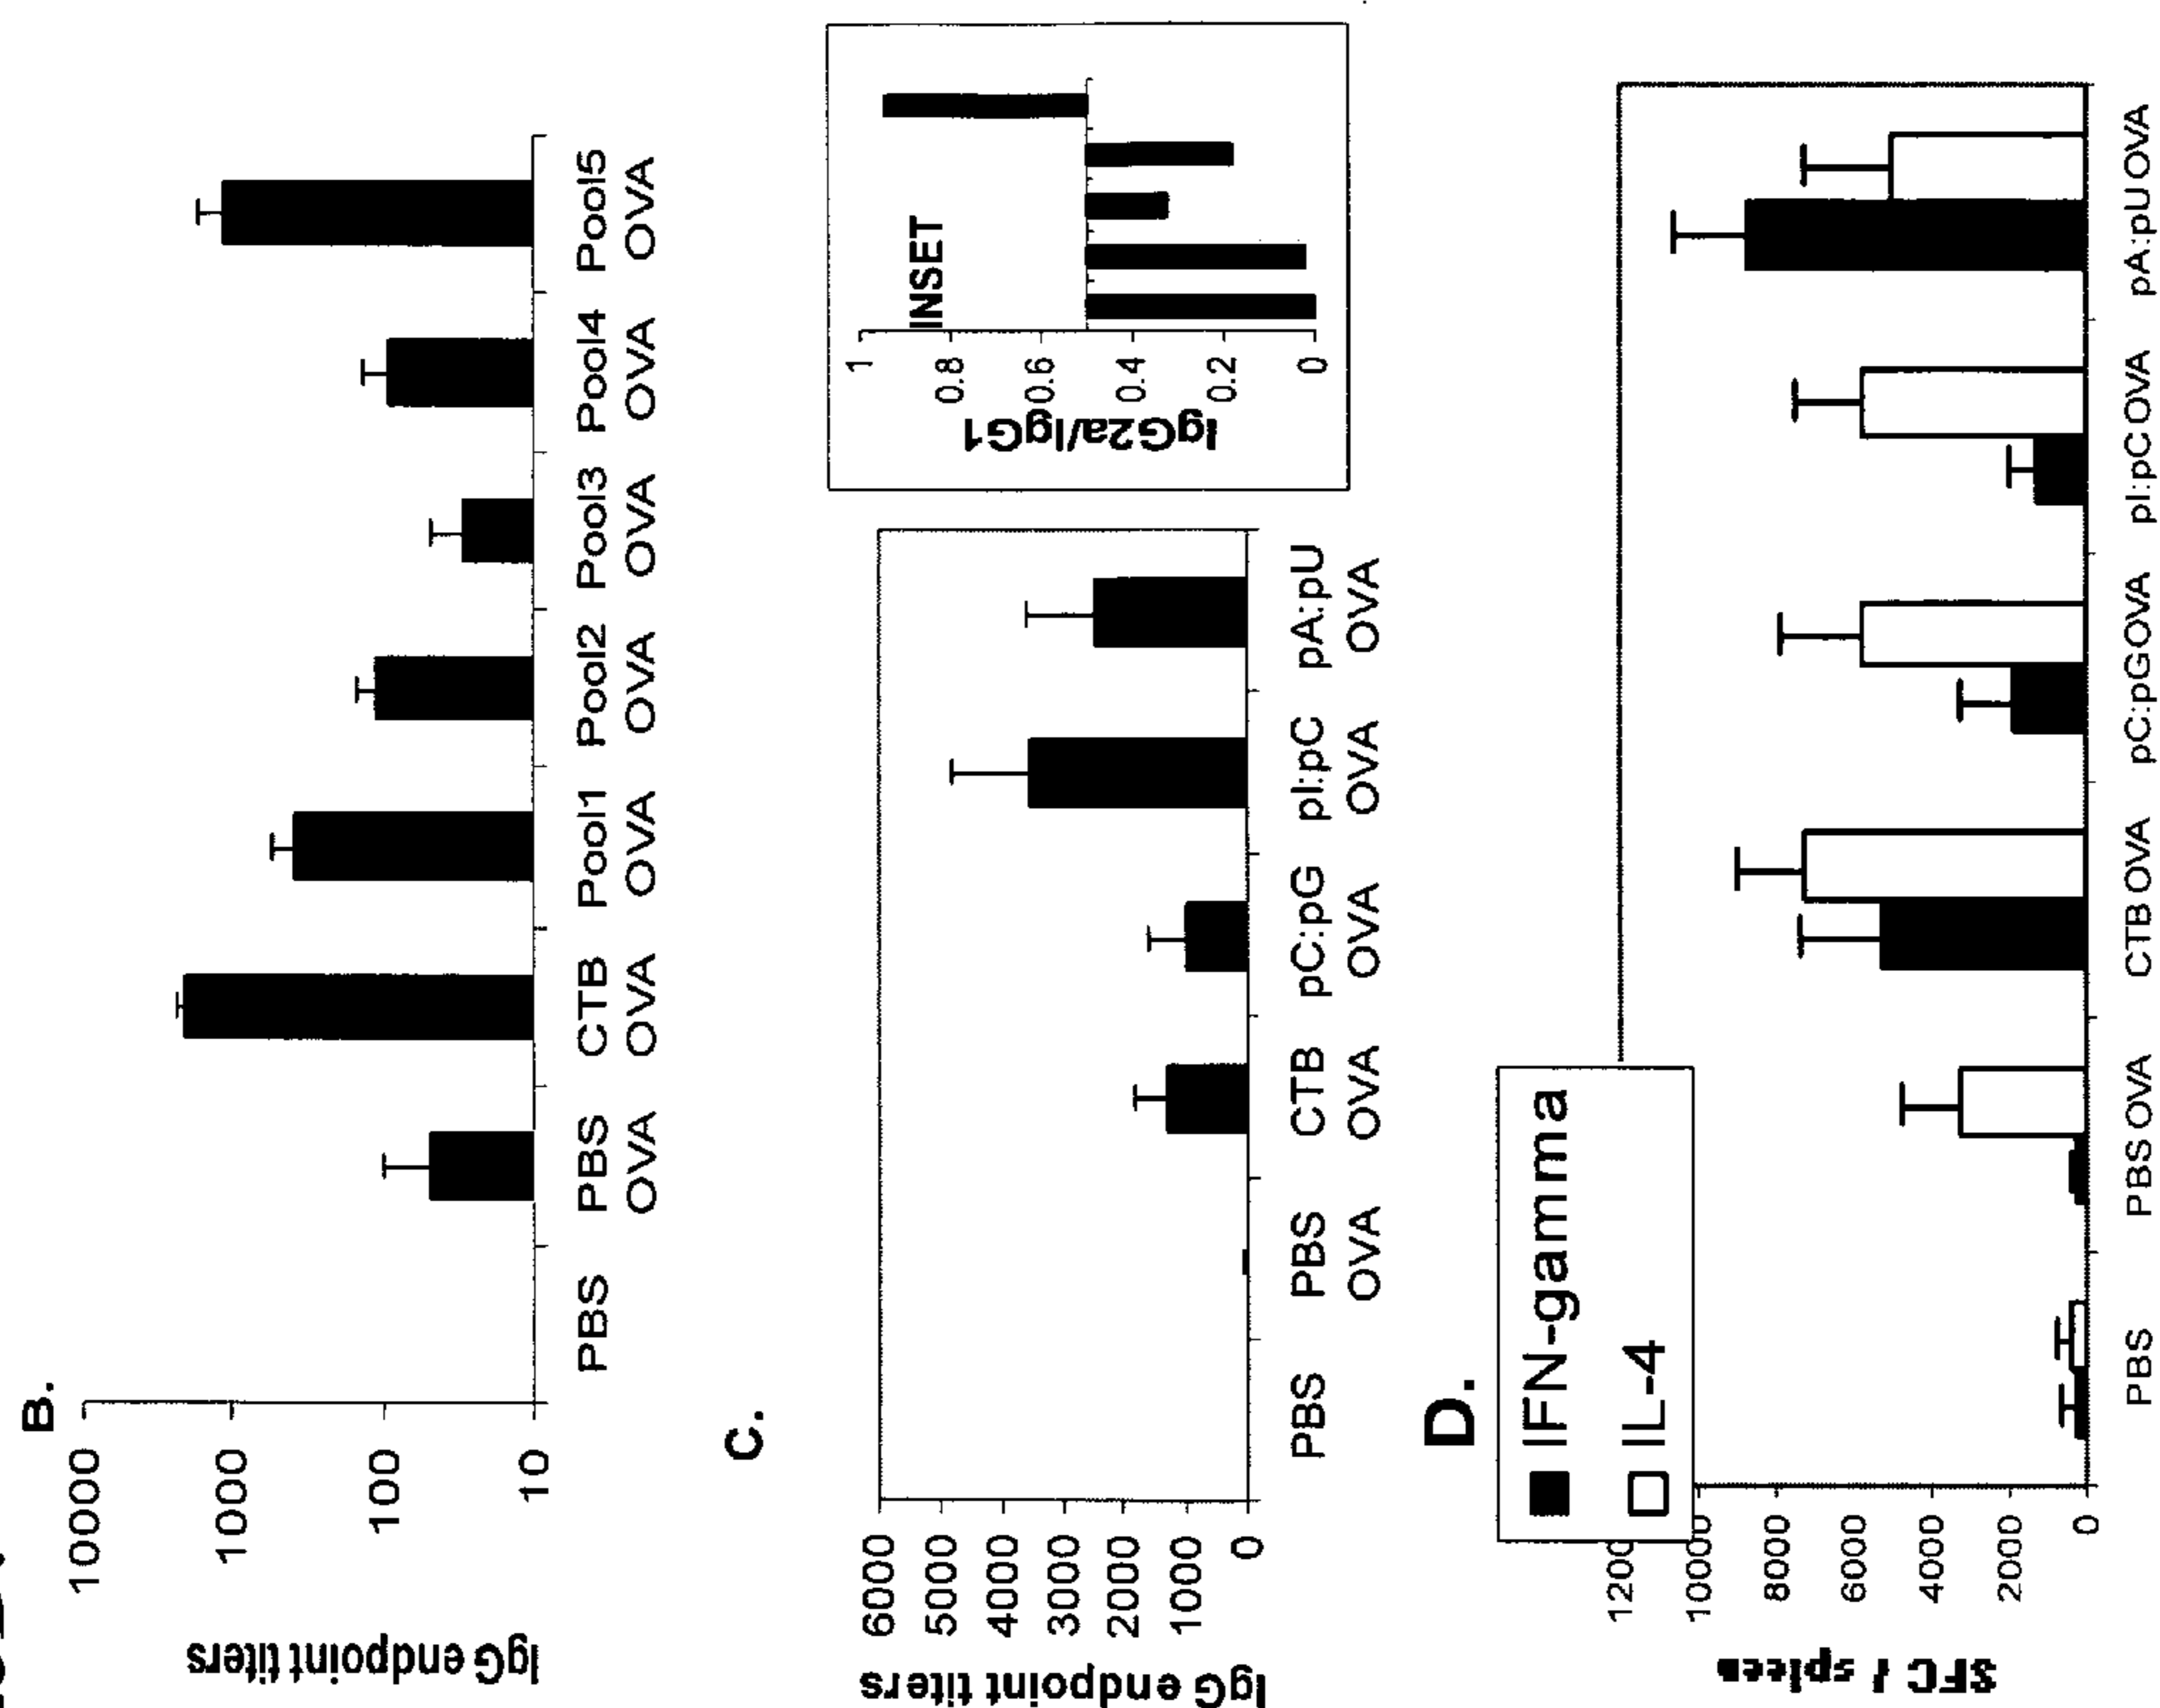 B.
IgG endpoint titers
10000
1000
100
10
PBS
PBS OVA
CTB OVA
Pool1 OVA
Pool2 OVA
Pool3 OVA
Pool4 OVA
Pool5 OVA
C.
IgG endpoint titers
6000
5000
4000
3000
2000
1000
0
PBS
PBS OVA
CTB OVA
pC:pG OVA
pI:pC OVA
pA:pU OVA
INSET
IgG2a/IgG1
1
0.8
0.6
0.4
0.2
0
D.
IFN-gamma
IL-4
SFC / spleen
1200
10000
8000
6000
4000
2000
0
PBS
PBS OVA
CTB OVA
pC:pG OVA
pI:pC OVA
pA:pU OVA